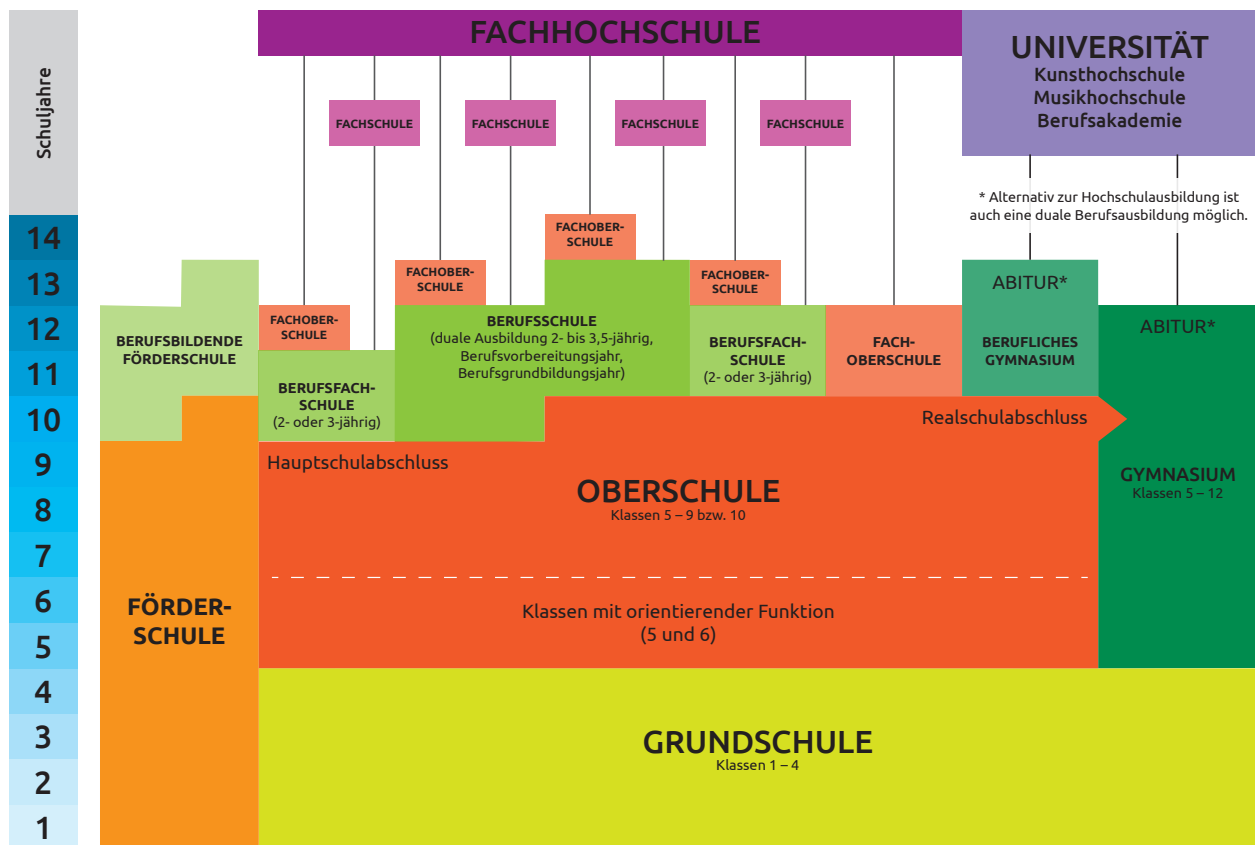 FACHHOCHSCHULE
UNIVERSITÄT
Kunsthochschule
Musikhochschule
Berufsakademie
Schuljahre
FACHSCHULE
FACHSCHULE
FACHSCHULE
FACHSCHULE
* Alternativ zur Hochschulausbildung ist
auch eine duale Berufsausbildung möglich.
14
13
12
11
10
9
8
7
6
5
4
3
2
1
BERUFSBILDENDE
FÖRDERSCHULE
FACHOBER-
SCHULE
BERUFSFACH-
SCHULE
(2- oder 3-jährig)
FACHOBER-
SCHULE
FACHOBER-
SCHULE
BERUFSSCHULE
(duale Ausbildung 2- bis 3,5-jährig,
Berufsvorbereitungsjahr,
Berufsgrundbildungsjahr)
FACHOBER-
SCHULE
BERUFSFACH-
SCHULE
(2- oder 3-jährig)
FACH-
OBERSCHULE
ABITUR*
BERUFLICHES
GYMNASIUM
ABITUR*
GYMNASIUM
Klassen 5 – 12
Realschulabschluss
Hauptschulabschluss
OBERSCHULE
Klassen 5 – 9 bzw. 10
Klassen mit orientierender Funktion
(5 und 6)
FÖRDER-
SCHULE
GRUNDSCHULE
Klassen 1 – 4